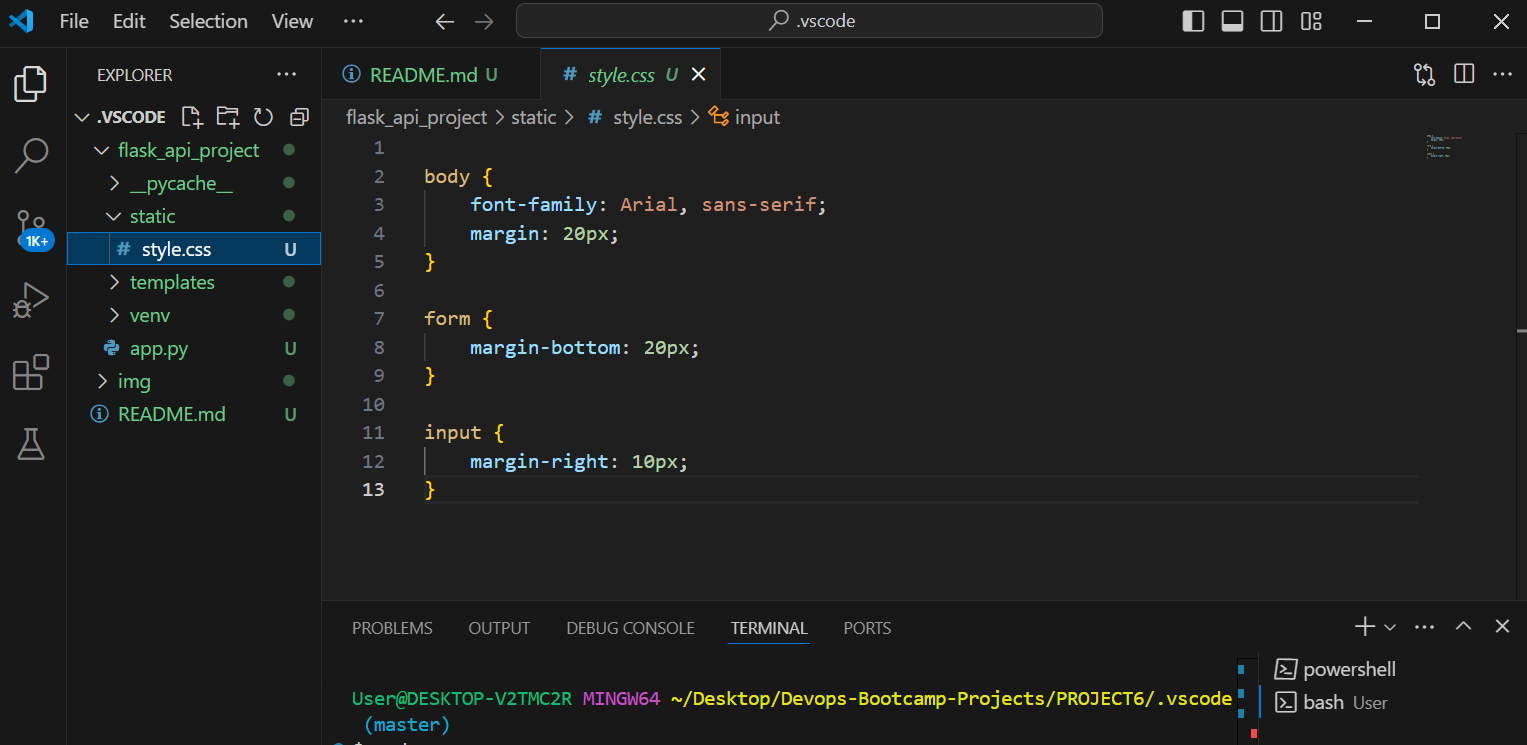 File Edit Selection View ··· .vscode
EXPLORER ···
.VSCODE
flask_api_project
__pycache__
static
# style.css U
templates
venv
app.py U
img
README.md U
README.md U # style.css U
flask_api_project > static > # style.css > input
1
2 body {
3 font-family: Arial, sans-serif;
4 margin: 20px;
5 }
6
7 form {
8 margin-bottom: 20px;
9 }
10
11 input {
12 margin-right: 10px;
13 }
1K+
PROBLEMS OUTPUT DEBUG CONSOLE TERMINAL PORTS
User@DESKTOP-V2TMC2R MINGW64 ~/Desktop/Devops-Bootcamp-Projects/PROJECT6/.vscode
(master)
powershell
bash User